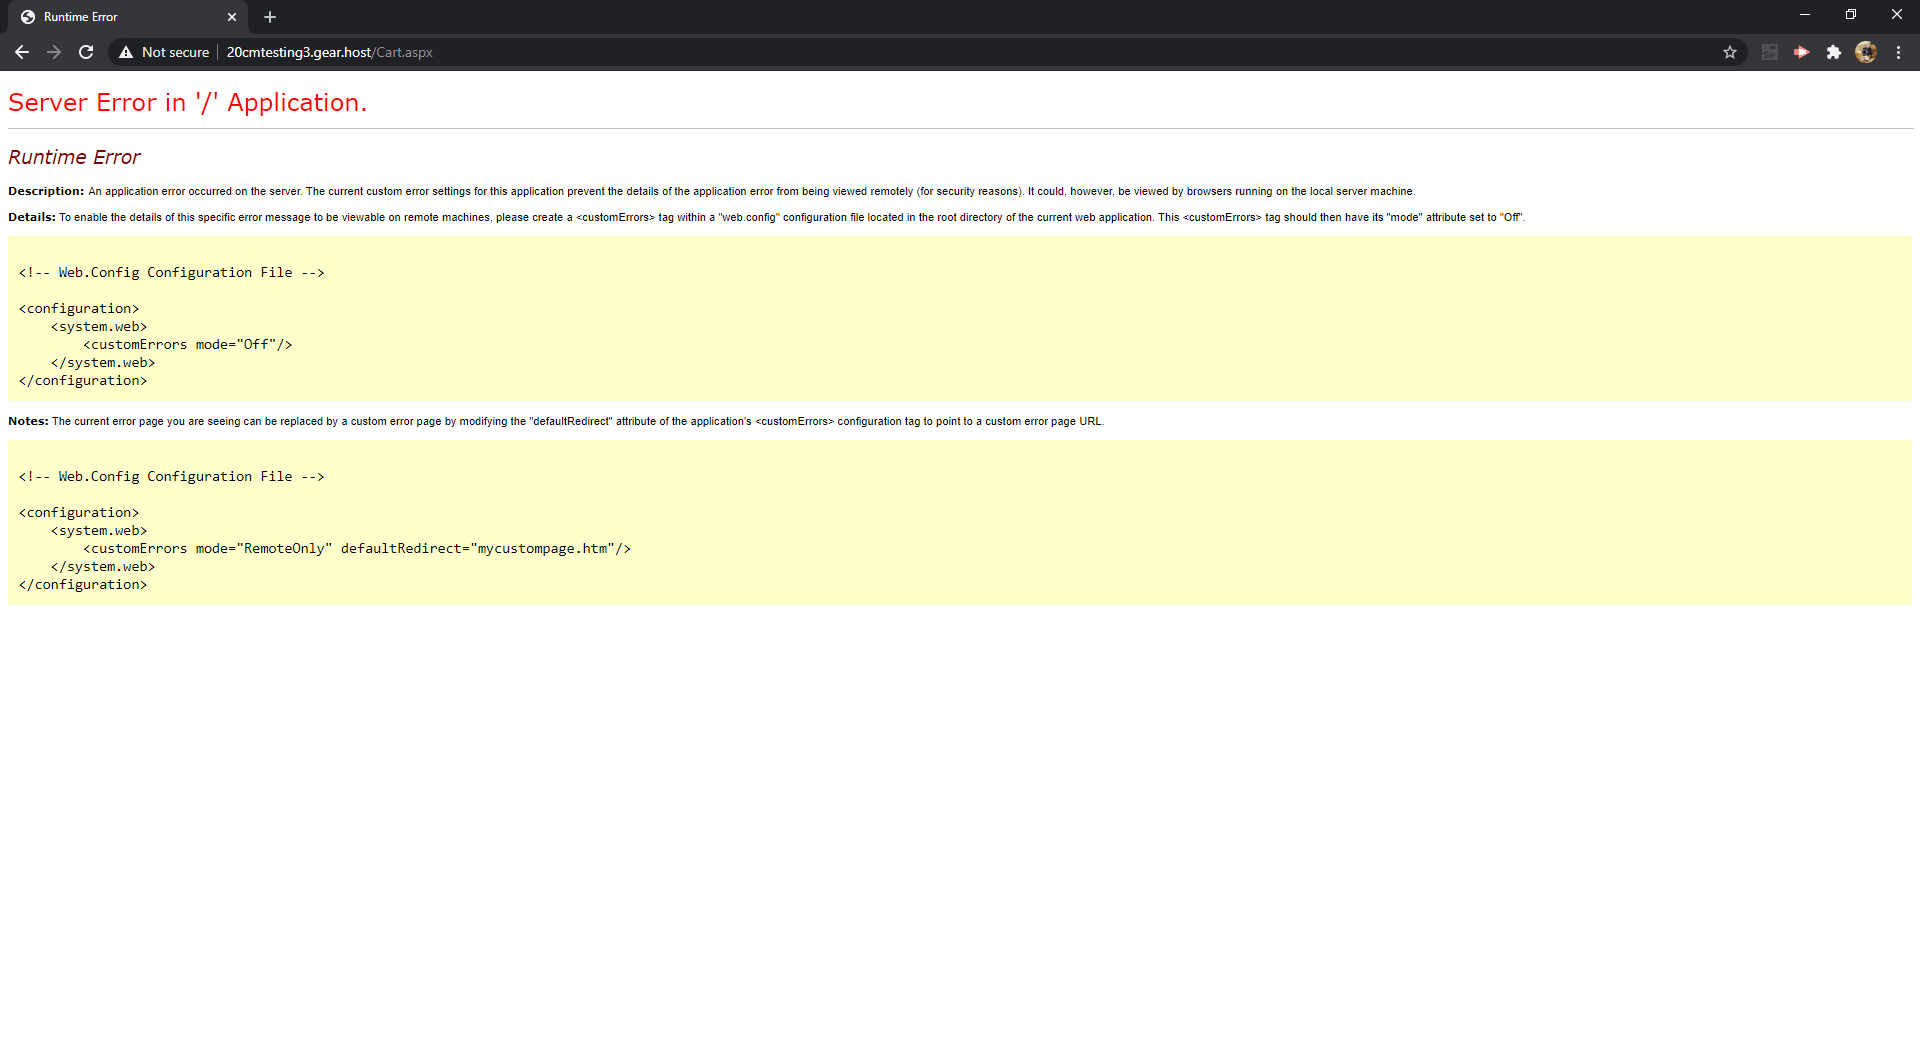 Runtime Error
Not secure
20cmtesting3.gear.host/Cart.aspx
Server Error in '/' Application.
Runtime Error
Description: An application error occurred on the server. The current custom error settings for this application prevent the details of the application error from being viewed remotely (for security reasons). It could, however, be viewed by browsers running on the local server machine.
Details: To enable the details of this specific error message to be viewable on remote machines, please create a <customErrors> tag within a "web.config" configuration file located in the root directory of the current web application. This <customErrors> tag should then have its "mode" attribute set to "Off".
<!-- Web.Config Configuration File -->
<configuration>
    <system.web>
        <customErrors mode="Off"/>
    </system.web>
</configuration>
Notes: The current error page you are seeing can be replaced by a custom error page by modifying the "defaultRedirect" attribute of the application's <customErrors> configuration tag to point to a custom error page URL.
<!-- Web.Config Configuration File -->
<configuration>
    <system.web>
        <customErrors mode="RemoteOnly" defaultRedirect="mycustompage.htm"/>
    </system.web>
</configuration>